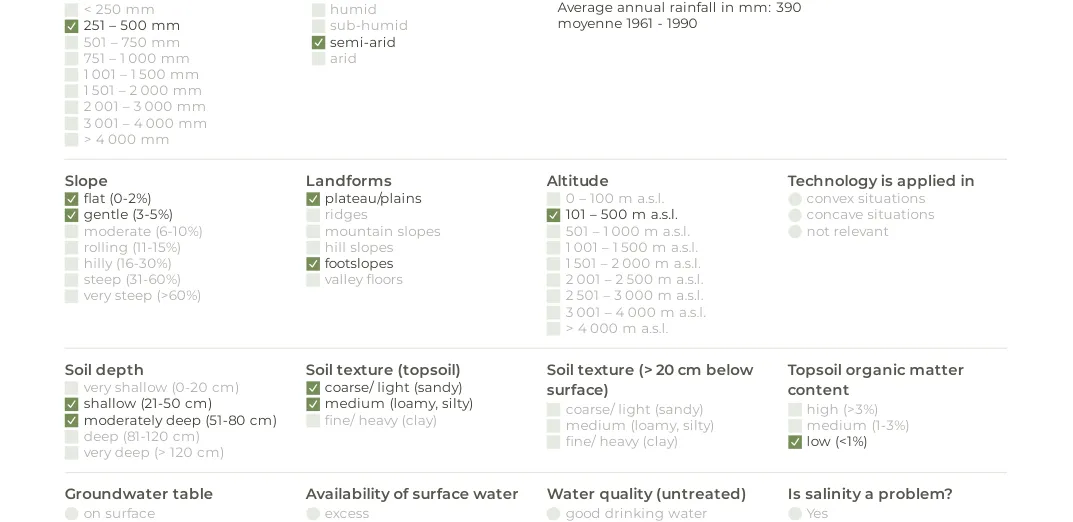 < 250 mm
251 – 500 mm
501 – 750 mm
751 – 1 000 mm
1 001 – 1 500 mm
1 501 – 2 000 mm
2 001 – 3 000 mm
3 001 – 4 000 mm
> 4 000 mm
humid
sub-humid
semi-arid
arid
Average annual rainfall in mm: 390
moyenne 1961 - 1990
Slope
flat (0-2%)
gentle (3-5%)
moderate (6-10%)
rolling (11-15%)
hilly (16-30%)
steep (31-60%)
very steep (>60%)
Landforms
plateau/plains
ridges
mountain slopes
hill slopes
footslopes
valley floors
Altitude
0 – 100 m a.s.l.
101 – 500 m a.s.l.
501 – 1 000 m a.s.l.
1 001 – 1 500 m a.s.l.
1 501 – 2 000 m a.s.l.
2 001 – 2 500 m a.s.l.
2 501 – 3 000 m a.s.l.
3 001 – 4 000 m a.s.l.
> 4 000 m a.s.l.
Technology is applied in
convex situations
concave situations
not relevant
Soil depth
very shallow (0-20 cm)
shallow (21-50 cm)
moderately deep (51-80 cm)
deep (81-120 cm)
very deep (> 120 cm)
Soil texture (topsoil)
coarse/ light (sandy)
medium (loamy, silty)
fine/ heavy (clay)
Soil texture (> 20 cm below
surface)
coarse/ light (sandy)
medium (loamy, silty)
fine/ heavy (clay)
Topsoil organic matter
content
high (>3%)
medium (1-3%)
low (<1%)
Groundwater table
on surface
Availability of surface water
excess
Water quality (untreated)
good drinking water
Is salinity a problem?
Yes